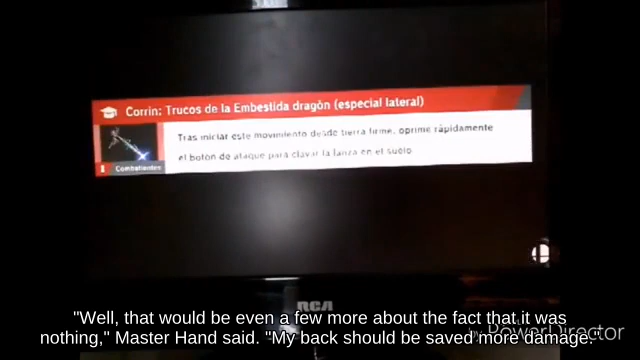 Corrin: Trucos de la Embestida dragón (especial lateral)
Tras iniciar este movimiento desde tierra firme, oprime rápidamente
el botón de ataque para clavar la lanza en el suelo
Combatientes
RCA
"Well, that would be even a few more about the fact that it was
nothing," Master Hand said. "My back should be saved more damage."
by PowerDirector